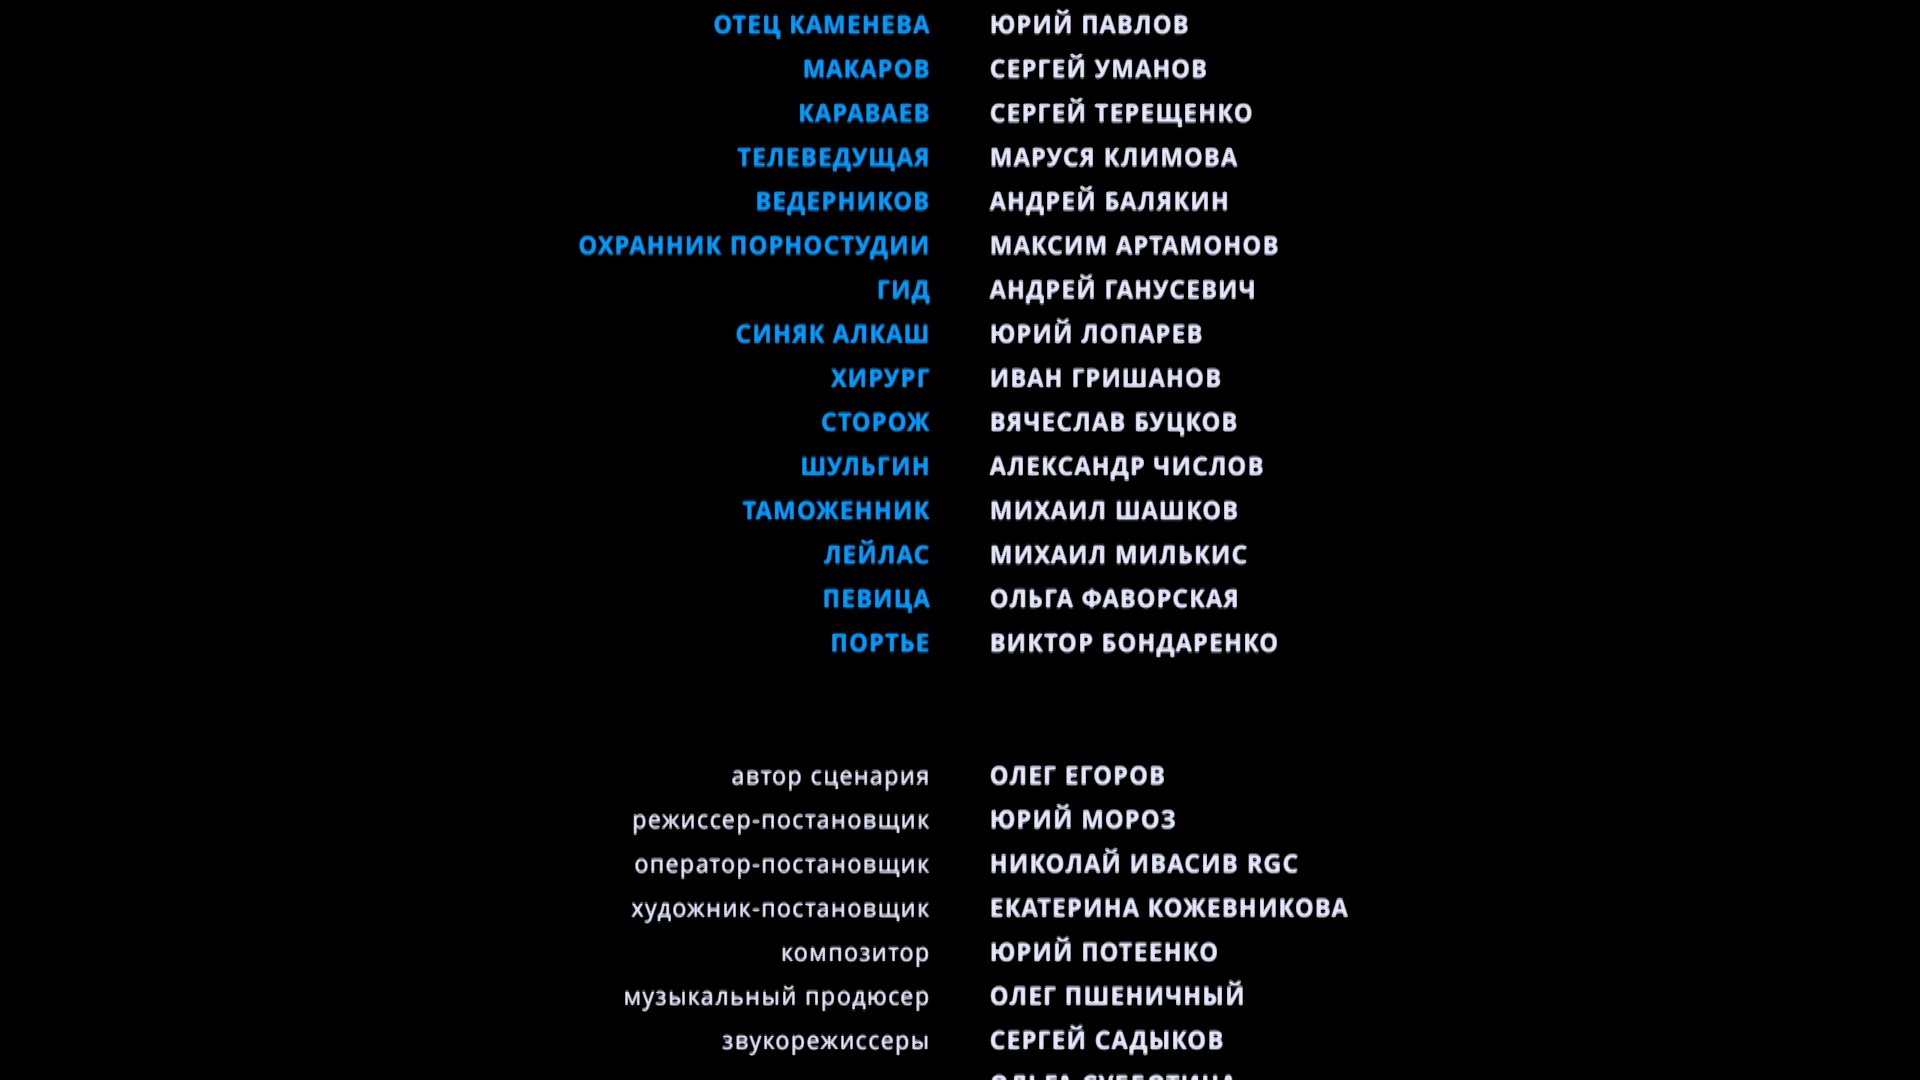 ОТЕЦ КАМЕНЕВА ЮРИЙ ПАВЛОВ
МАКАРОВ СЕРГЕЙ УМАНОВ
КАРАВАЕВ СЕРГЕЙ ТЕРЕЩЕНКО
ТЕЛЕВЕДУЩАЯ МАРУСЯ КЛИМОВА
ВЕДЕРНИКОВ АНДРЕЙ БАЛЯКИН
ОХРАННИК ПОРНОСТУДИИ МАКСИМ АРТАМОНОВ
ГИД АНДРЕЙ ГАНУСЕВИЧ
СИНЯК АЛКАШ ЮРИЙ ЛОПАРЕВ
ХИРУРГ ИВАН ГРИШАНОВ
СТОРОЖ ВЯЧЕСЛАВ БУЦКОВ
ШУЛЬГИН АЛЕКСАНДР ЧИСЛОВ
ТАМОЖЕННИК МИХАИЛ ШАШКОВ
ЛЕЙЛАС МИХАИЛ МИЛЬКИС
ПЕВИЦА ОЛЬГА ФАВОРСКАЯ
ПОРТЬЕ ВИКТОР БОНДАРЕНКО
автор сценария ОЛЕГ ЕГОРОВ
режиссер-постановщик ЮРИЙ МОРОЗ
оператор-постановщик НИКОЛАЙ ИВАСИВ RGC
художник-постановщик ЕКАТЕРИНА КОЖЕВНИКОВА
композитор ЮРИЙ ПОТЕЕНКО
музыкальный продюсер ОЛЕГ ПШЕНИЧНЫЙ
звукорежиссеры СЕРГЕЙ САДЫКОВ